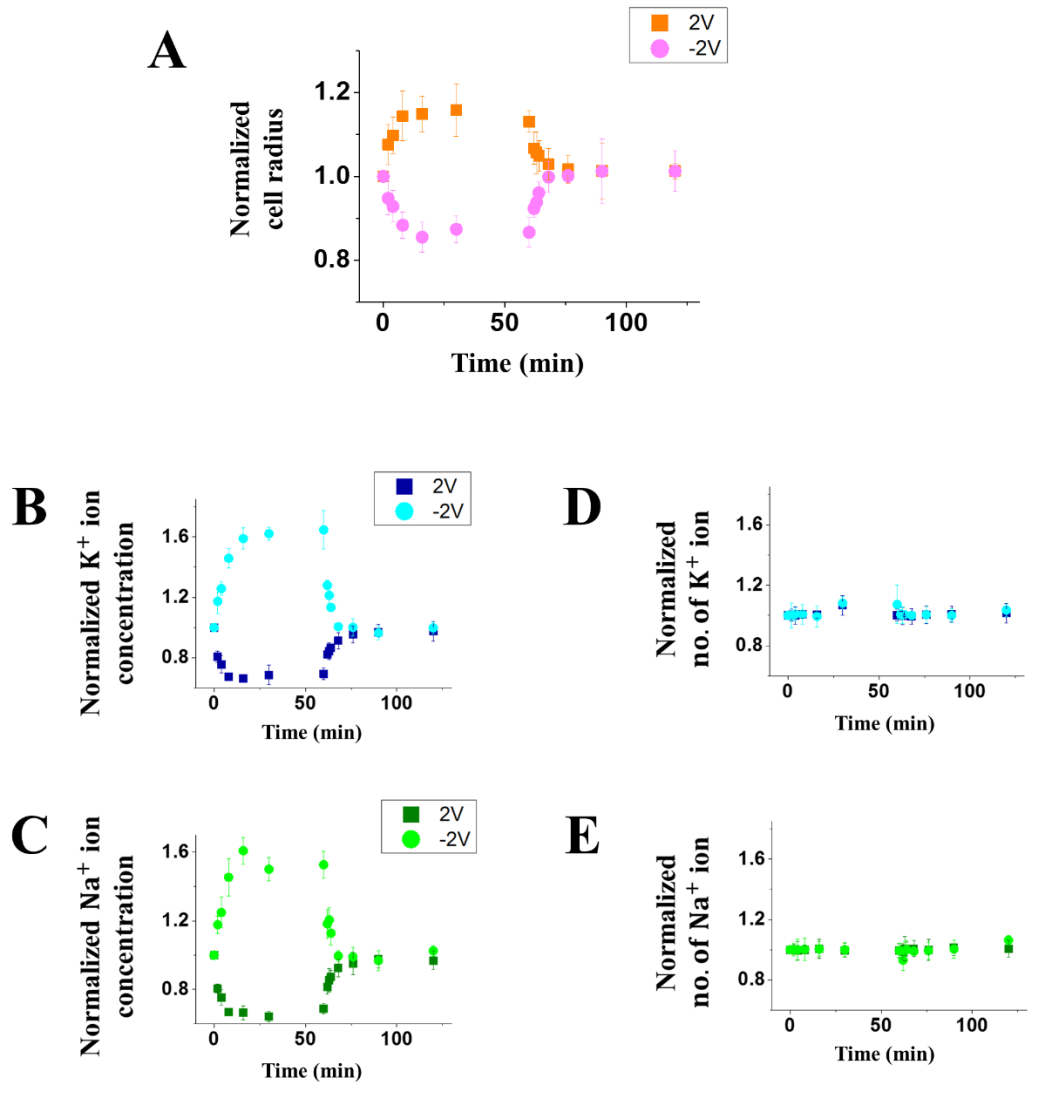 A
2V
-2V
Normalized
cell radius
1.2
1.0
0.8
0
50
100
Time (min)
B
2V
-2V
Normalized K⁺ ion
concentration
1.6
1.2
0.8
0
50
100
Time (min)
D
Normalized
no. of K⁺ ion
1.6
1.2
0.8
0
50
100
Time (min)
C
2V
-2V
Normalized Na⁺ ion
concentration
1.6
1.2
0.8
0
50
100
Time (min)
E
Normalized
no. of Na⁺ ion
1.6
1.2
0.8
0
50
100
Time (min)